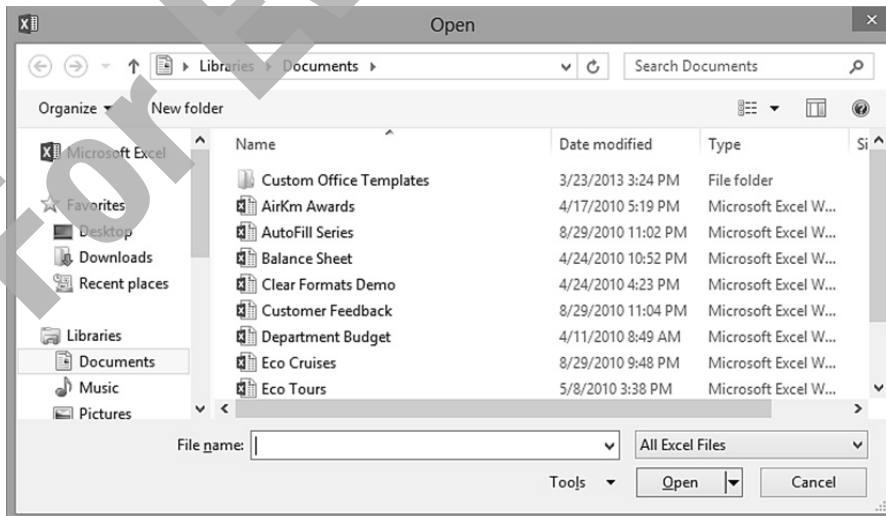 Open
Libraries Documents
Search Documents
Organize New folder
Name Date modified Type Si
Microsoft Excel
Favorites
Desktop
Downloads
Recent places
Libraries
Documents
Music
Pictures
Custom Office Templates 3/23/2013 3:24 PM File folder
AirKm Awards 4/17/2010 5:19 PM Microsoft Excel W...
AutoFill Series 8/29/2010 11:02 PM Microsoft Excel W...
Balance Sheet 4/24/2010 10:52 PM Microsoft Excel W...
Clear Formats Demo 4/24/2010 4:23 PM Microsoft Excel W...
Customer Feedback 8/29/2010 11:04 PM Microsoft Excel W...
Department Budget 4/11/2010 8:49 AM Microsoft Excel W...
Eco Cruises 8/29/2010 9:48 PM Microsoft Excel W...
Eco Tours 5/8/2010 3:38 PM Microsoft Excel W...
File name: All Excel Files
Tools Open Cancel
For